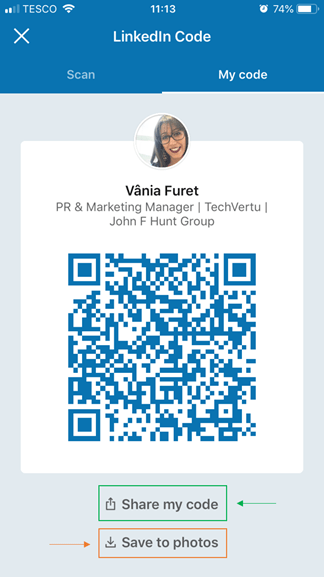 TESCO 11:13 74%
LinkedIn Code
Scan My code
Vânia Furet
PR & Marketing Manager | TechVertu |
John F Hunt Group
Share my code
Save to photos